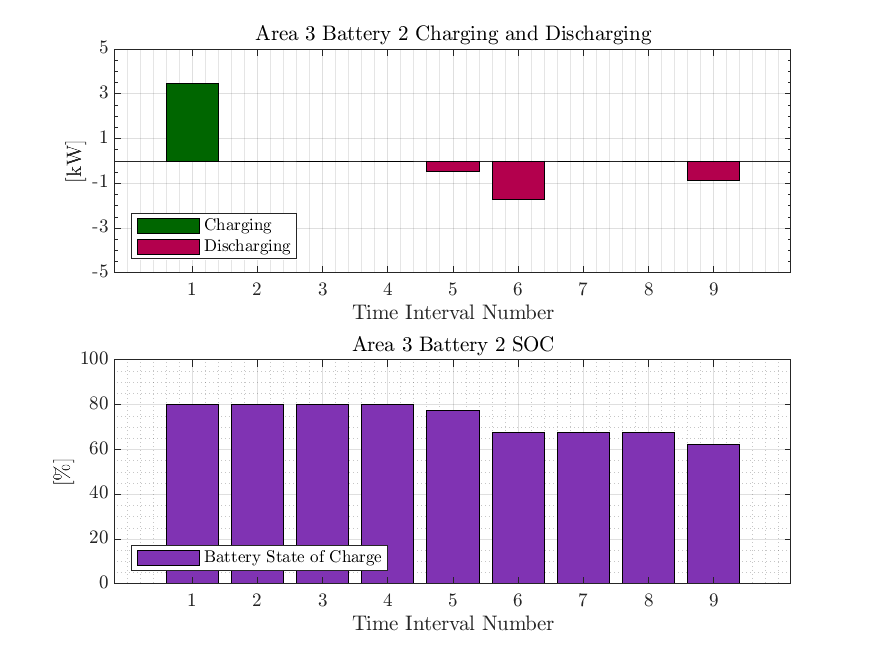 Area 3 Battery 2 Charging and Discharging
5
3
1
-1
-3
-5
[kW]
Charging
Discharging
1 2 3 4 5 6 7 8 9
Time Interval Number
Area 3 Battery 2 SOC
100
80
60
40
20
0
[%]
Battery State of Charge
1 2 3 4 5 6 7 8 9
Time Interval Number